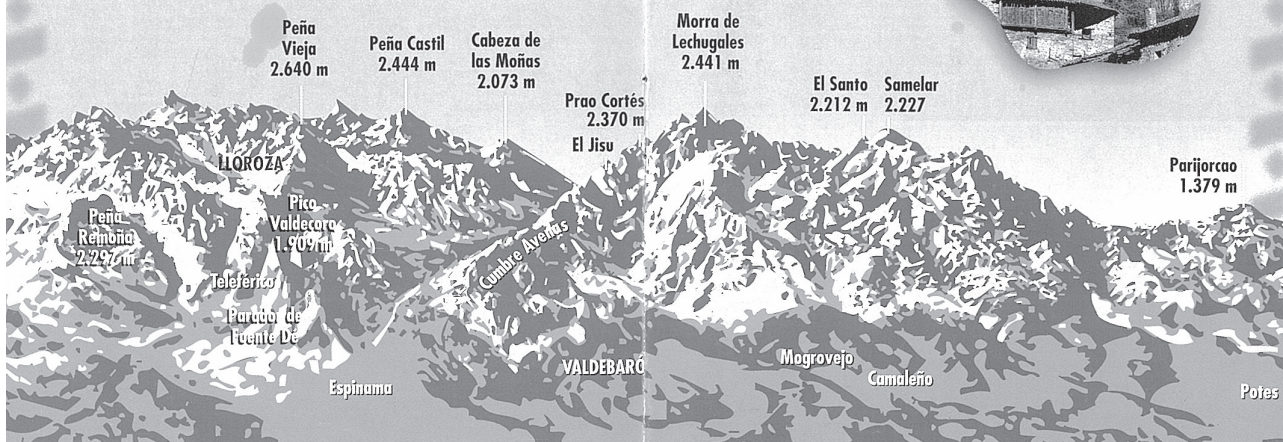 Peña
Vieja
2.640 m
Peña Castil
2.444 m
Cabeza de
las Moñas
2.073 m
Prao Cortés
2.370 m
El Jisu
Morra de
Lechugales
2.441 m
El Santo
2.212 m
Samelar
2.227
Parijorcao
1.379 m
LLOROZA
Peña
Remoña
2.297 m
Pico
Valdecoro
1.909 m
Teleférico
Parador de
Fuente Dé
Espinama
Cumbre Avenas
VALDEBARÓ
Mogrovejo
Camaleño
Potes